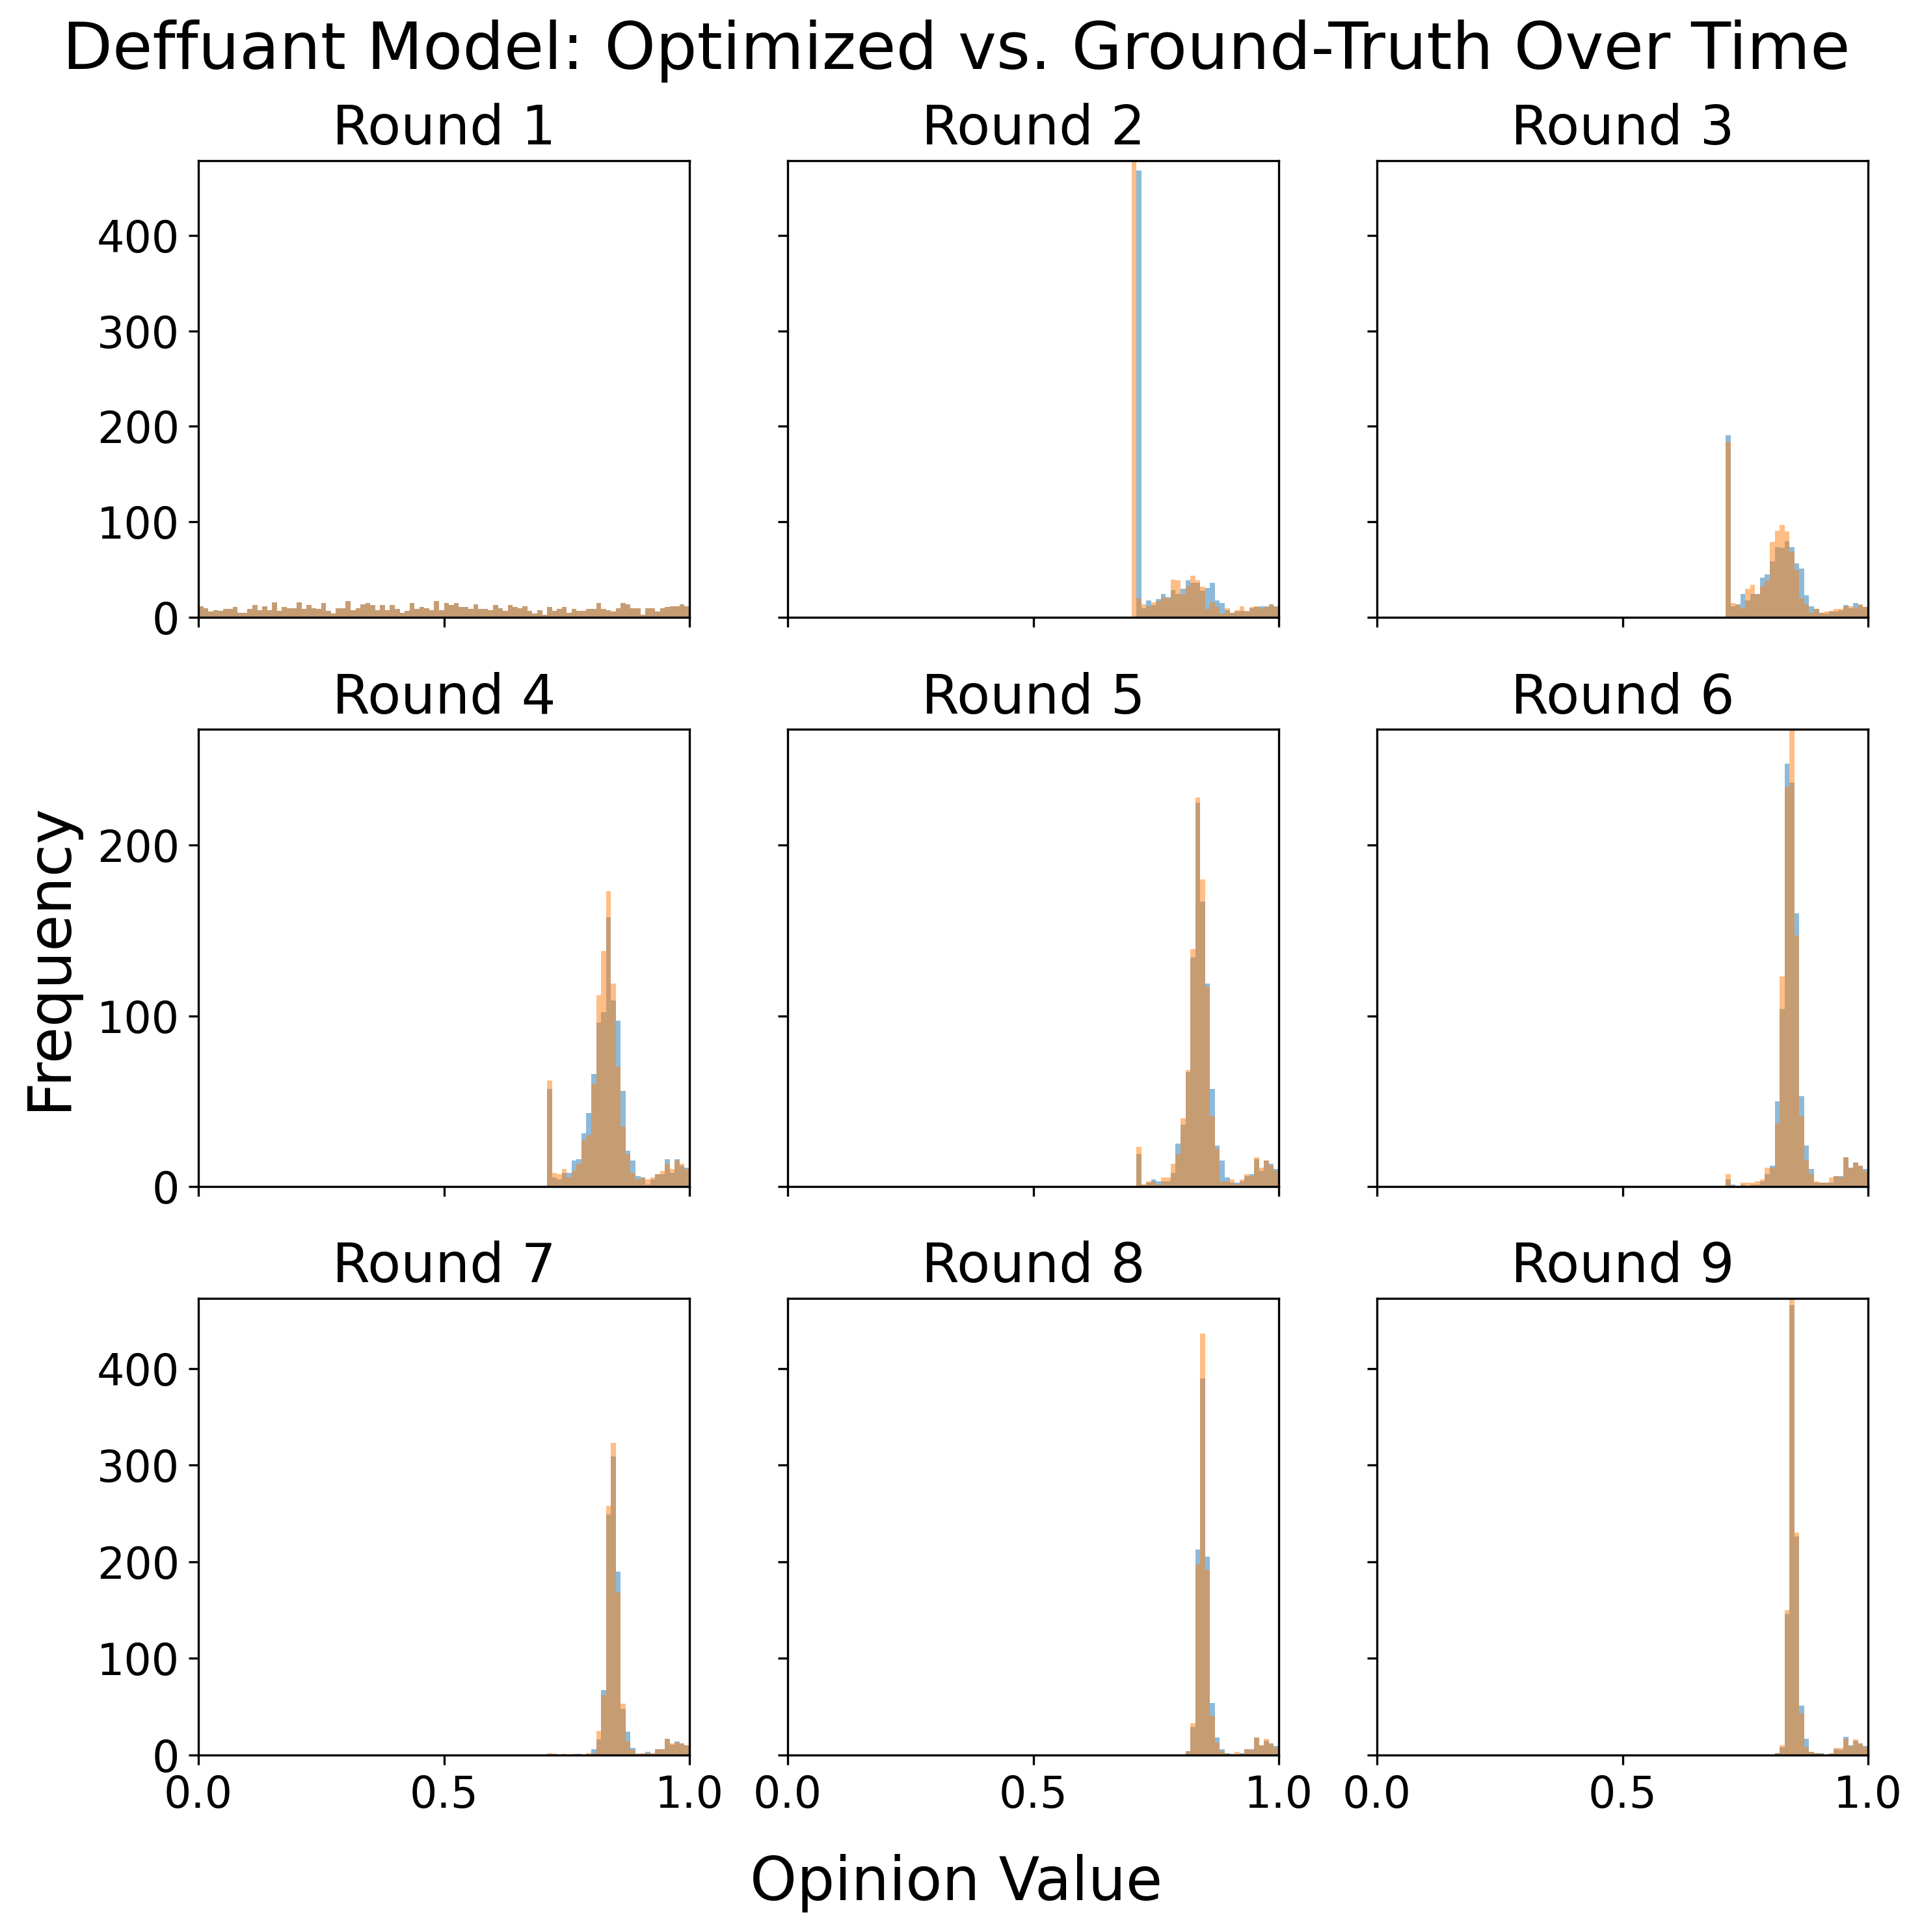 Deffuant Model: Optimized vs. Ground-Truth Over Time
Round 1
Round 2
Round 3
400
300
200
100
0
Round 4
Round 5
Round 6
200
100
0
Frequency
Round 7
Round 8
Round 9
400
300
200
100
0
0.0 0.5 1.0
0.0 0.5 1.0
0.0 0.5 1.0
Opinion Value